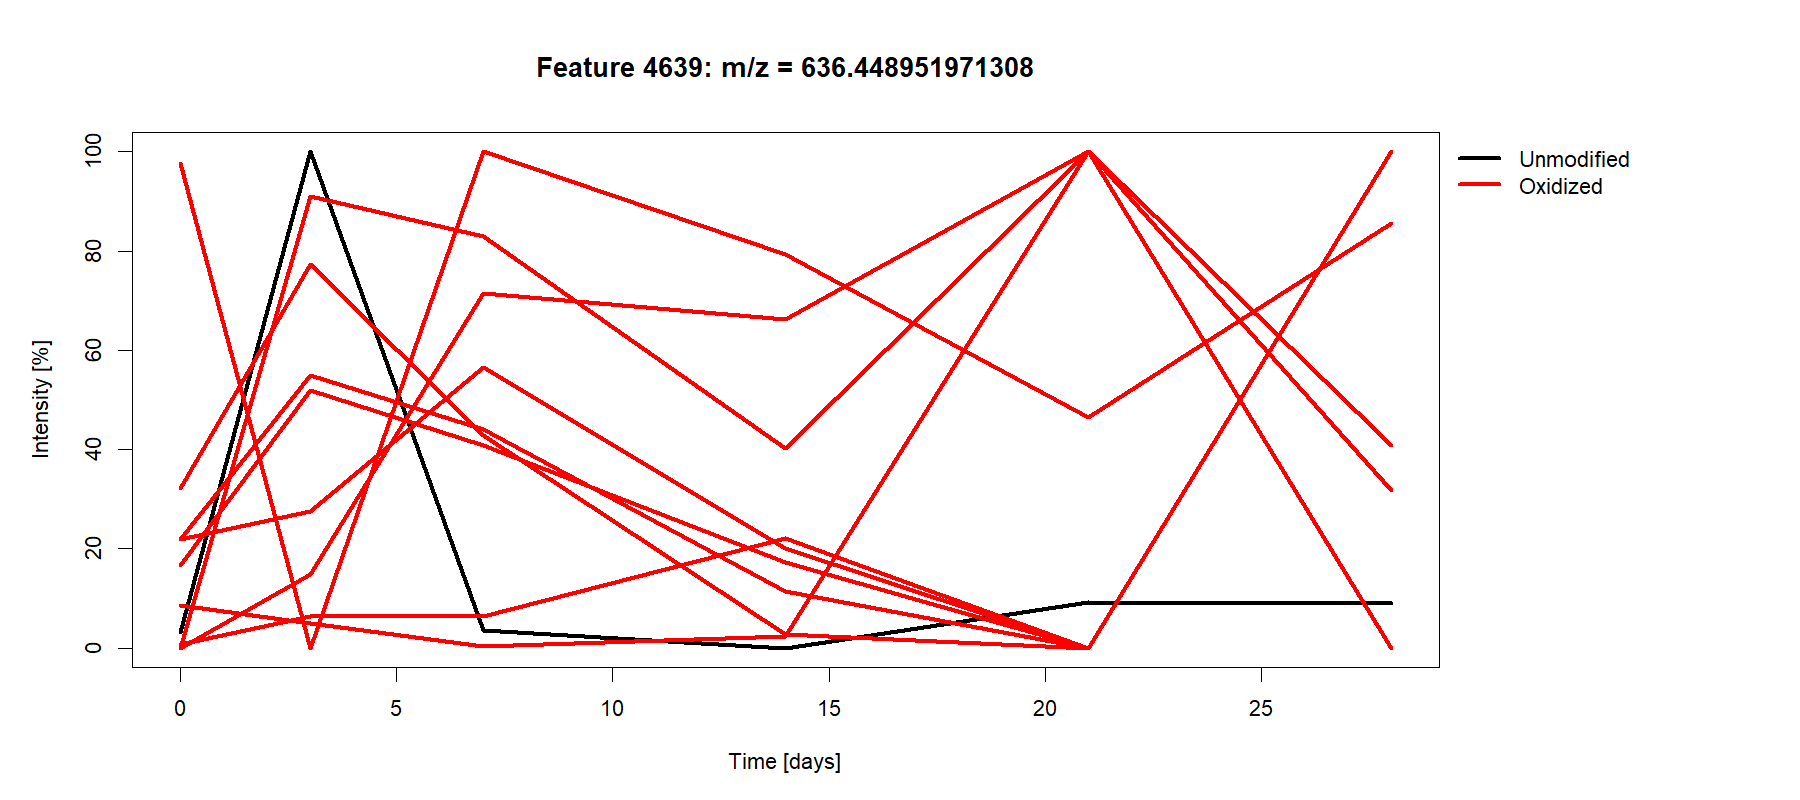 Feature 4639: m/z = 636.448951971308
Unmodified
Oxidized
Intensity [%]
100
80
60
40
20
0
0 5 10 15 20 25
Time [days]